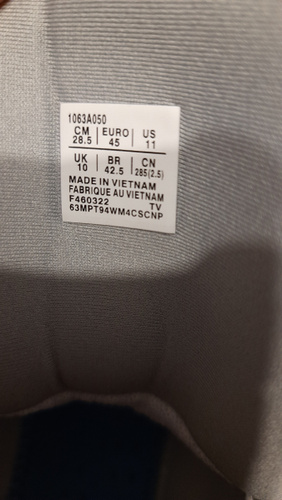 1063A050
CM | EURO | US
28.5 | 45 | 11
UK | BR | CN
10 | 42.5 | 285(2.5)
MADE IN VIETNAM
FABRIQUE AU VIETNAM
F460322 TV
63MPT94WM4CSCNP